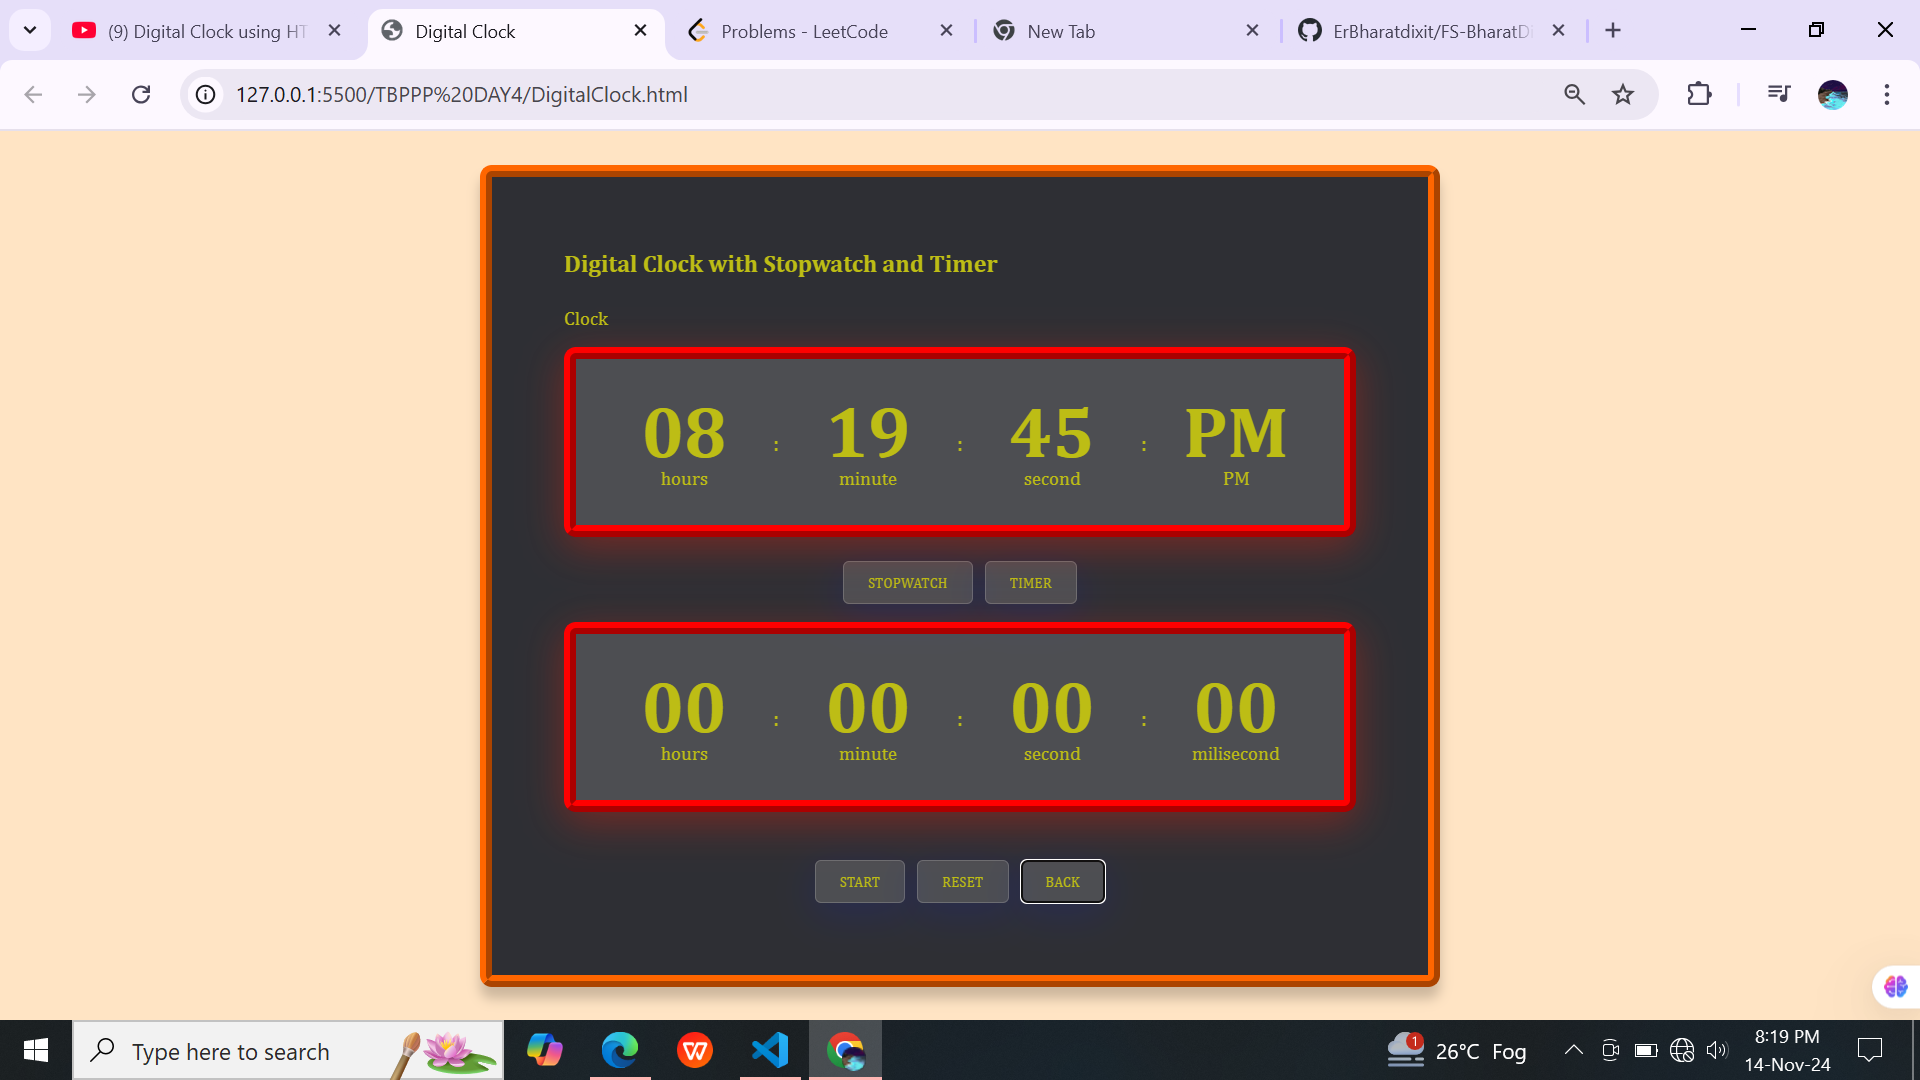 (9) Digital Clock using HT
Digital Clock
Problems - LeetCode
New Tab
ErBharatdixit/FS-BharatDi
127.0.0.1:5500/TBPPP%20DAY4/DigitalClock.html
Digital Clock with Stopwatch and Timer
Clock
08 : 19 : 45 : PM
hours minute second PM
STOPWATCH TIMER
00 : 00 : 00 : 00
hours minute second milisecond
START RESET BACK
Type here to search
1
26°C Fog
8:19 PM
14-Nov-24